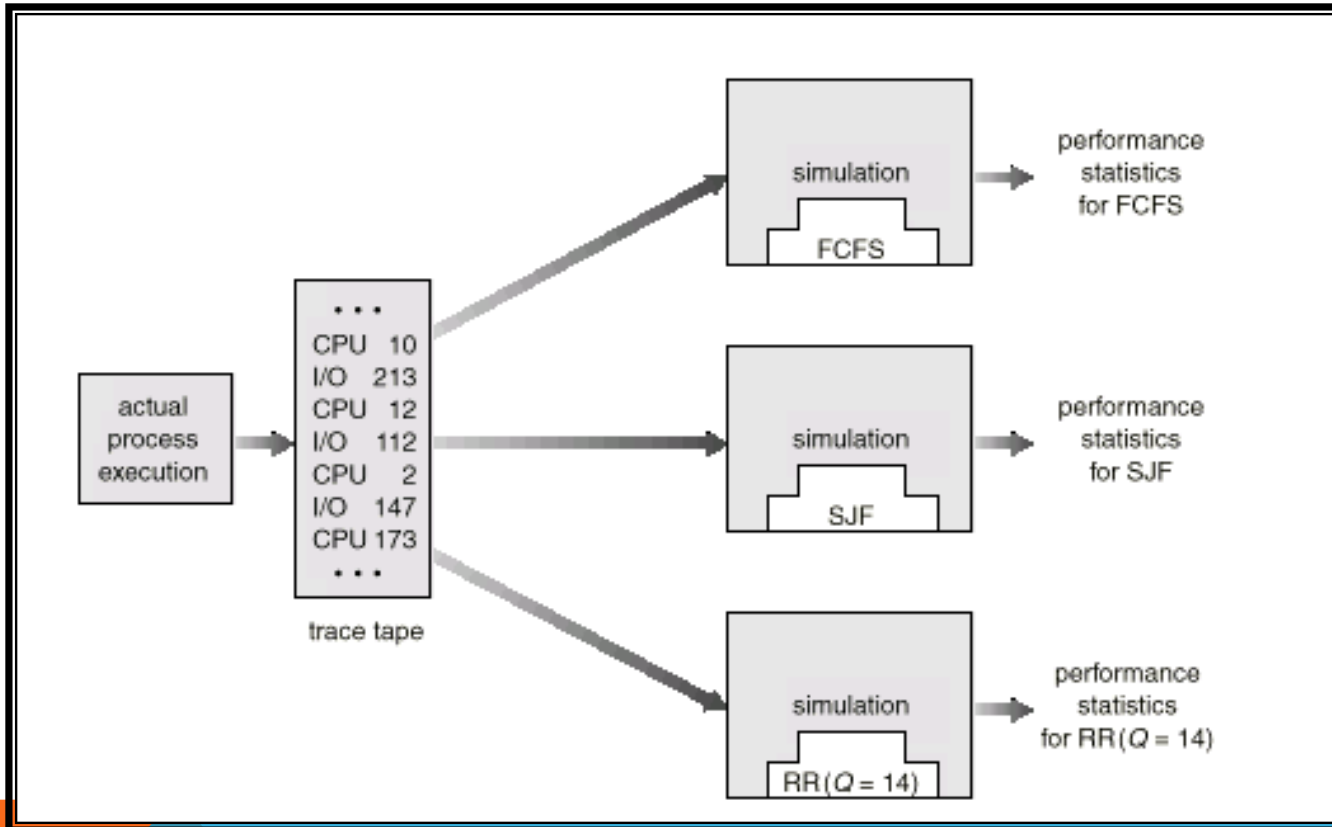 actual
process
execution
• • •
CPU 10
I/O 213
CPU 12
I/O 112
CPU 2
I/O 147
CPU 173
• • •
trace tape
simulation
FCFS
performance
statistics
for FCFS
simulation
SJF
performance
statistics
for SJF
simulation
RR(Q = 14)
performance
statistics
for RR(Q = 14)